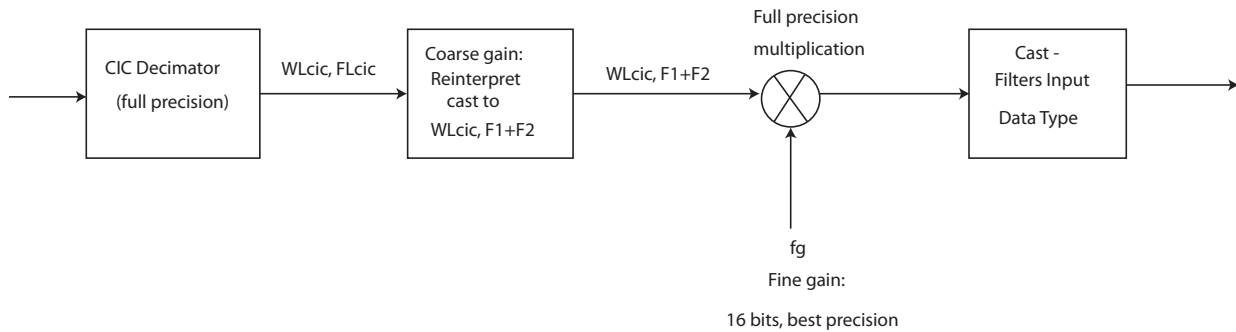 CIC Decimator
(full precision)
WLcic, FLcic
Coarse gain:
Reinterpret
cast to
WLcic, F1+F2
WLcic, F1+F2
Full precision
multiplication
fg
Fine gain:
16 bits, best precision
Cast -
Filters Input
Data Type